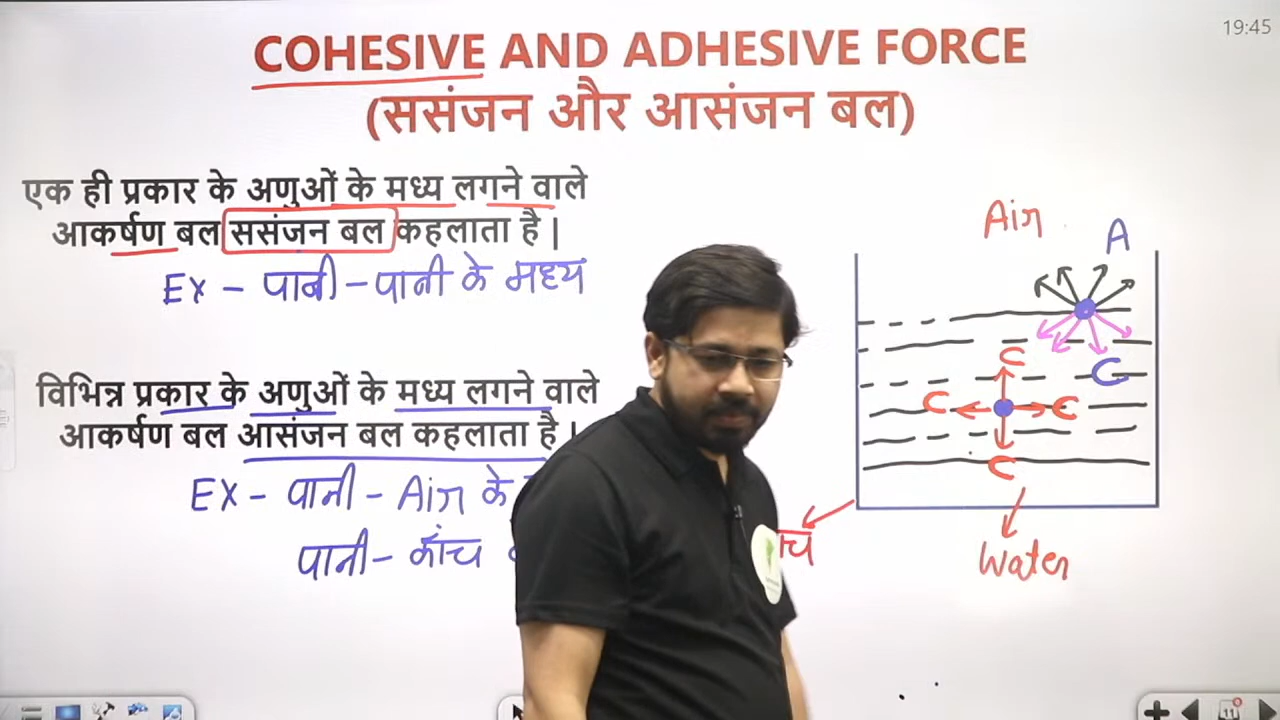 19:45
COHESIVE AND ADHESIVE FORCE
(ससंजन और आसंजन बल)
एक ही प्रकार के अणुओं के मध्य लगने वाले
आकर्षण बल ससंजन बल कहलाता है |
Ex - पानी - पानी के मध्य
विभिन्न प्रकार के अणुओं के मध्य लगने वाले
आकर्षण बल आसंजन बल कहलाता है |
Ex - पानी - Air के
पानी - काँच
Air
A
C
C
C
C
C
Water
11